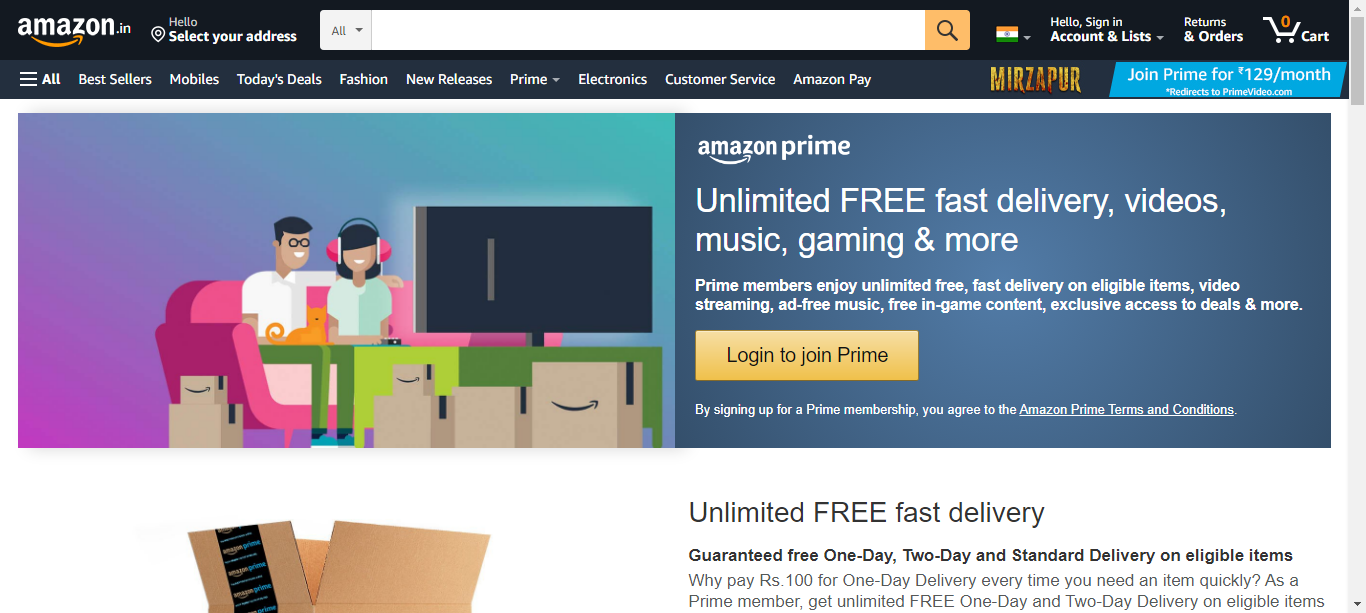 amazon.in
Hello
Select your address
All
Hello, Sign in
Account & Lists
Returns
& Orders
0
Cart
All
Best Sellers
Mobiles
Today's Deals
Fashion
New Releases
Prime
Electronics
Customer Service
Amazon Pay
MIRZAPUR
Join Prime for ₹129/month
*Redirects to PrimeVideo.com
amazon prime
Unlimited FREE fast delivery, videos,
music, gaming & more
Prime members enjoy unlimited free, fast delivery on eligible items, video
streaming, ad-free music, free in-game content, exclusive access to deals & more.
Login to join Prime
By signing up for a Prime membership, you agree to the Amazon Prime Terms and Conditions.
amazon prime
amazon prime
amazon prime
amazon prime
Unlimited FREE fast delivery
Guaranteed free One-Day, Two-Day and Standard Delivery on eligible items
Why pay Rs.100 for One-Day Delivery every time you need an item quickly? As a
Prime member, get unlimited FREE One-Day and Two-Day Delivery on eligible items